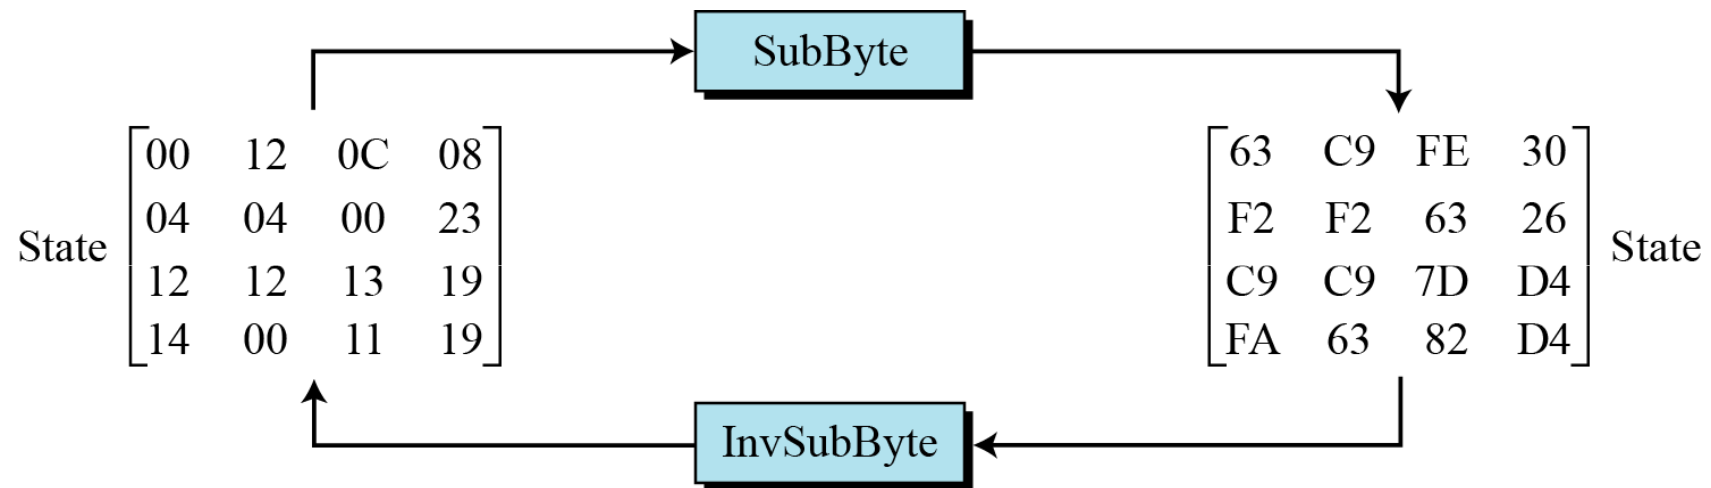 SubByte
00 12 0C 08
04 04 00 23
12 12 13 19
14 00 11 19
State
63 C9 FE 30
F2 F2 63 26
C9 C9 7D D4
FA 63 82 D4
State
InvSubByte